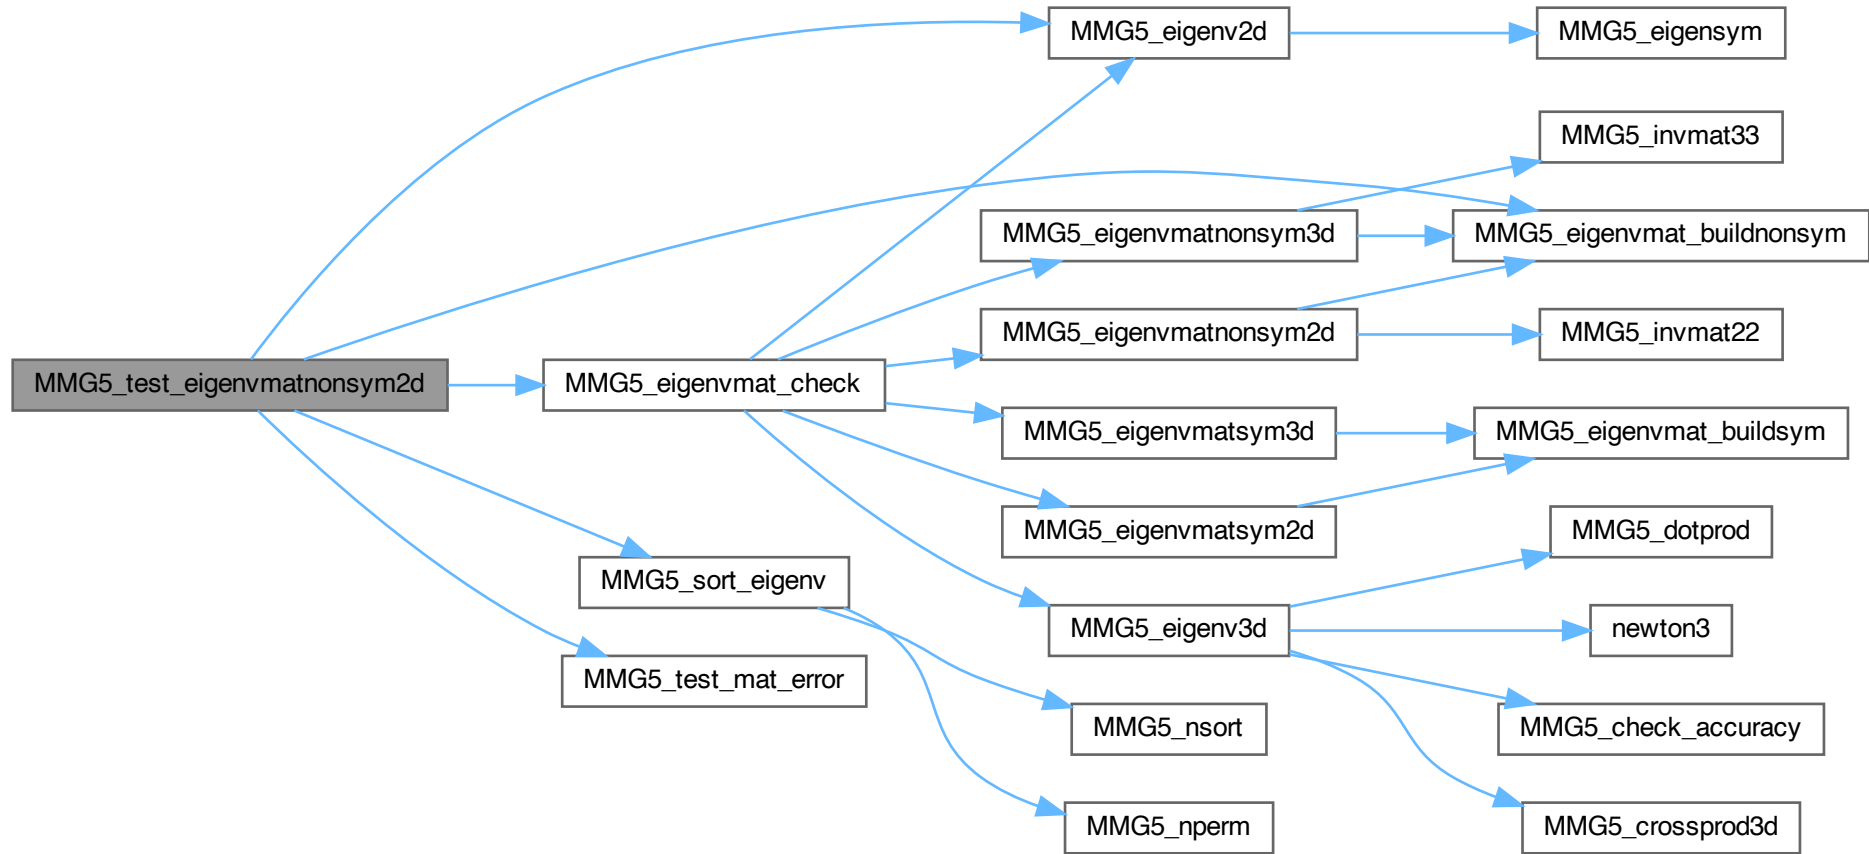 MMG5_eigenv2d
MMG5_eigensym
MMG5_invmat33
MMG5_eigenvmatnonsym3d
MMG5_eigenvmat_buildnonsym
MMG5_eigenvmatnonsym2d
MMG5_invmat22
MMG5_test_eigenvmatnonsym2d
MMG5_eigenvmat_check
MMG5_eigenvmatsym3d
MMG5_eigenvmat_buildsym
MMG5_eigenvmatsym2d
MMG5_dotprod
MMG5_sort_eigenv
MMG5_eigenv3d
newton3
MMG5_test_mat_error
MMG5_nsort
MMG5_check_accuracy
MMG5_nperm
MMG5_crossprod3d